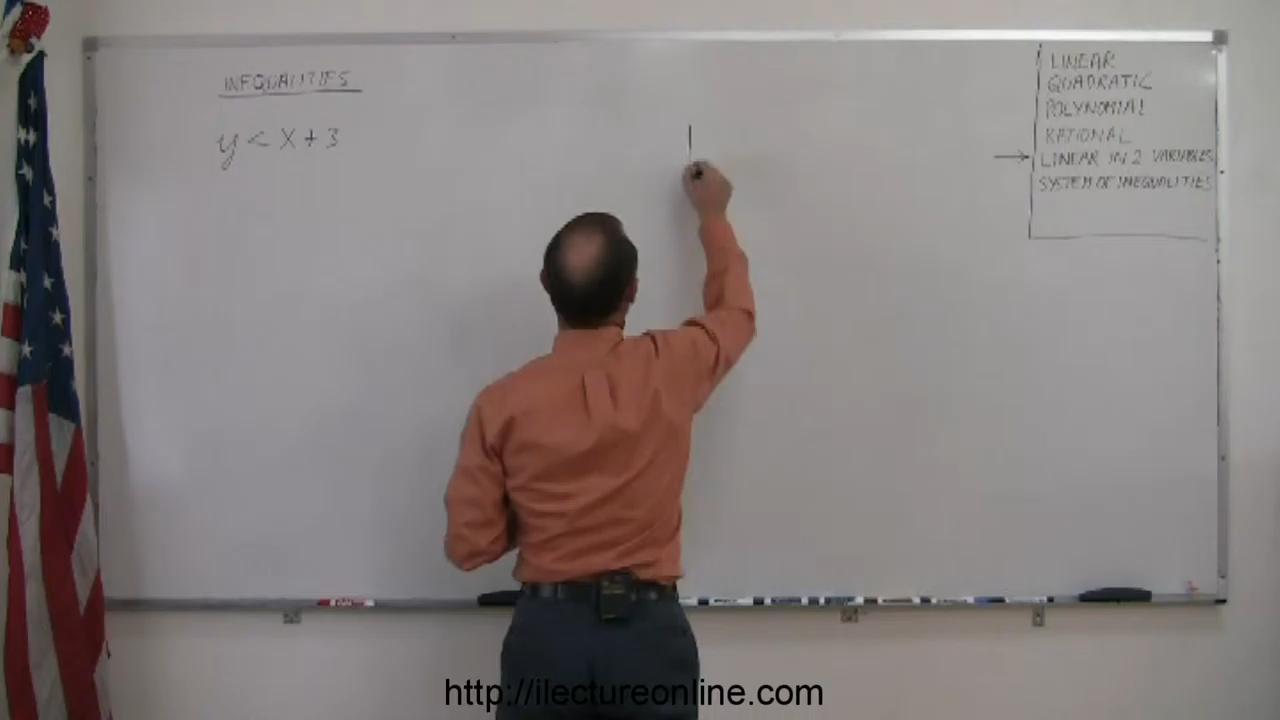 INEQUALITIES
y < x + 3
LINEAR
QUADRATIC
POLYNOMIAL
RATIONAL
→ LINEAR IN 2 VARIABLES
SYSTEM OF INEQUALITIES
http://ilectureonline.com